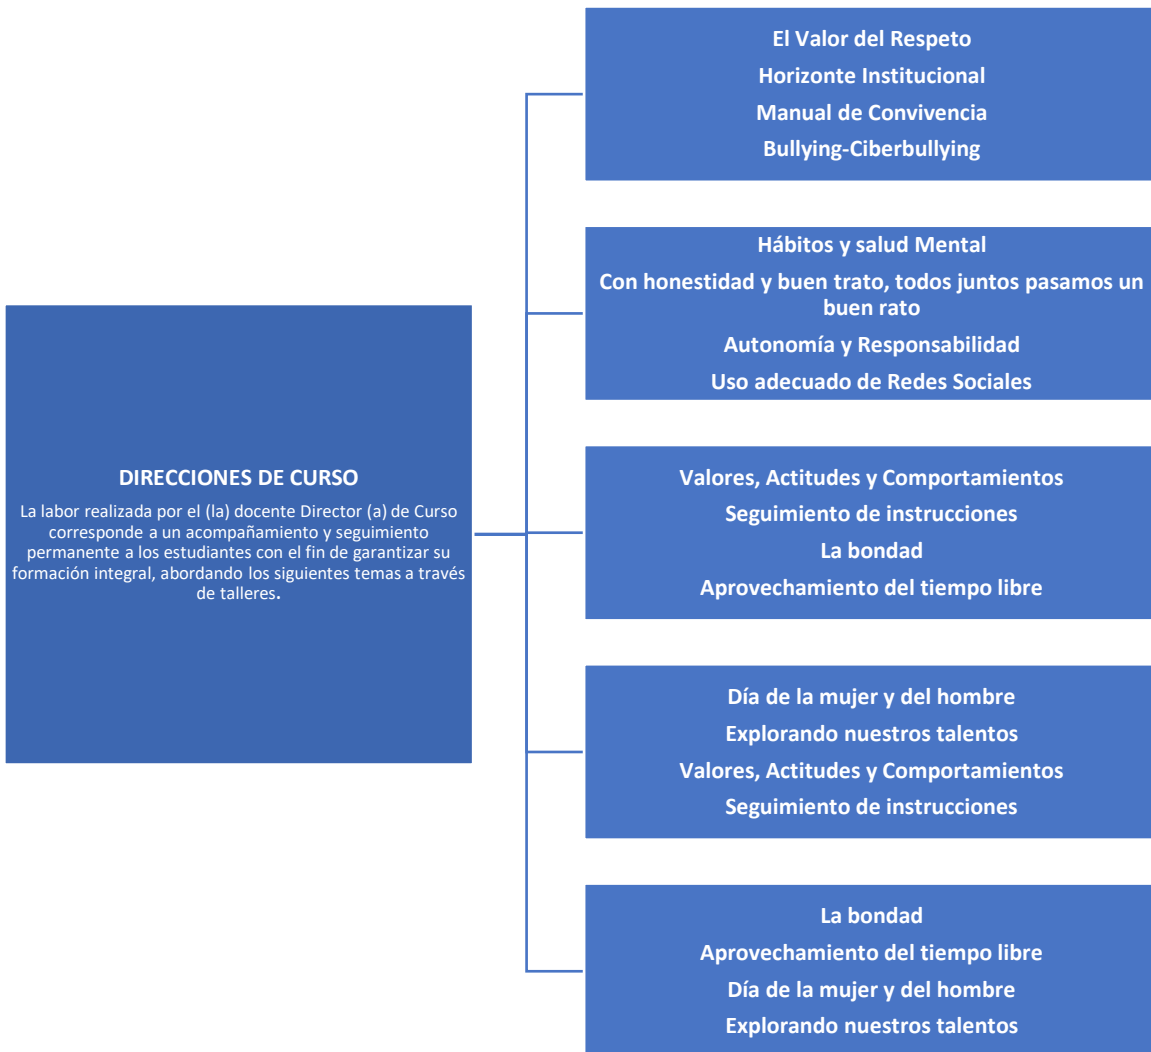 DIRECCIONES DE CURSO
La labor realizada por el (la) docente Director (a) de Curso
corresponde a un acompañamiento y seguimiento
permanente a los estudiantes con el fin de garantizar su
formación integral, abordando los siguientes temas a través
de talleres.
El Valor del Respeto
Horizonte Institucional
Manual de Convivencia
Bullying-Ciberbullying
Hábitos y salud Mental
Con honestidad y buen trato, todos juntos pasamos un
buen rato
Autonomía y Responsabilidad
Uso adecuado de Redes Sociales
Valores, Actitudes y Comportamientos
Seguimiento de instrucciones
La bondad
Aprovechamiento del tiempo libre
Día de la mujer y del hombre
Explorando nuestros talentos
Valores, Actitudes y Comportamientos
Seguimiento de instrucciones
La bondad
Aprovechamiento del tiempo libre
Día de la mujer y del hombre
Explorando nuestros talentos